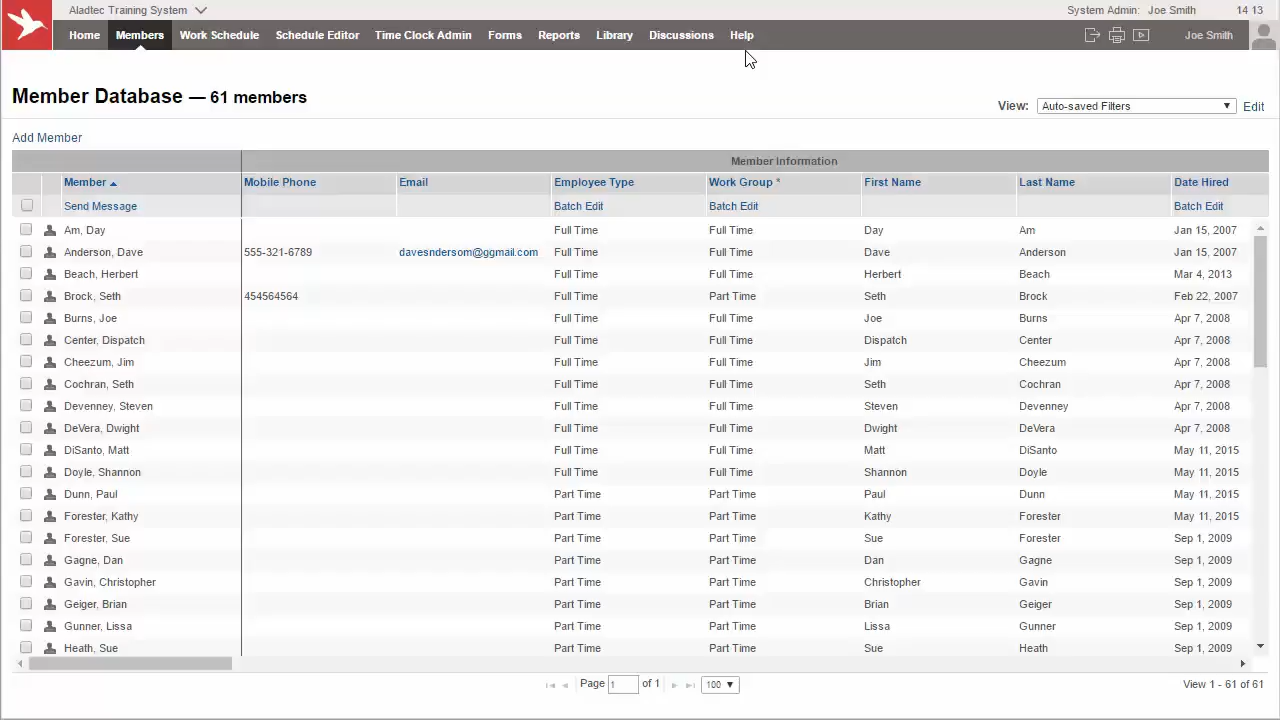 Aladtec Training System System Admin: Joe Smith 14 13
Home Members Work Schedule Schedule Editor Time Clock Admin Forms Reports Library Discussions Help Joe Smith
Member Database — 61 members
View: Auto-saved Filters Edit
Add Member
Member Information
Member Mobile Phone Email Employee Type Work Group * First Name Last Name Date Hired
Send Message Batch Edit Batch Edit Batch Edit
Am, Day Full Time Full Time Day Am Jan 15, 2007
Anderson, Dave 555-321-6789 davesndersom@ggmail.com Full Time Full Time Dave Anderson Jan 15, 2007
Beach, Herbert Full Time Full Time Herbert Beach Mar 4, 2013
Brock, Seth 454564564 Full Time Part Time Seth Brock Feb 22, 2007
Burns, Joe Full Time Full Time Joe Burns Apr 7, 2008
Center, Dispatch Full Time Full Time Dispatch Center Apr 7, 2008
Cheezum, Jim Full Time Full Time Jim Cheezum Apr 7, 2008
Cochran, Seth Full Time Full Time Seth Cochran Apr 7, 2008
Devenney, Steven Full Time Full Time Steven Devenney Apr 7, 2008
DeVera, Dwight Full Time Full Time Dwight DeVera Apr 7, 2008
DiSanto, Matt Full Time Full Time Matt DiSanto May 11, 2015
Doyle, Shannon Full Time Full Time Shannon Doyle May 11, 2015
Dunn, Paul Part Time Part Time Paul Dunn May 11, 2015
Forester, Kathy Part Time Part Time Kathy Forester May 11, 2015
Forester, Sue Part Time Part Time Sue Forester Sep 1, 2009
Gagne, Dan Part Time Part Time Dan Gagne Sep 1, 2009
Gavin, Christopher Part Time Part Time Christopher Gavin Sep 1, 2009
Geiger, Brian Part Time Part Time Brian Geiger Sep 1, 2009
Gunner, Lissa Part Time Part Time Lissa Gunner Sep 1, 2009
Heath, Sue Part Time Part Time Sue Heath Sep 1, 2009
Page 1 of 1 100 View 1 - 61 of 61